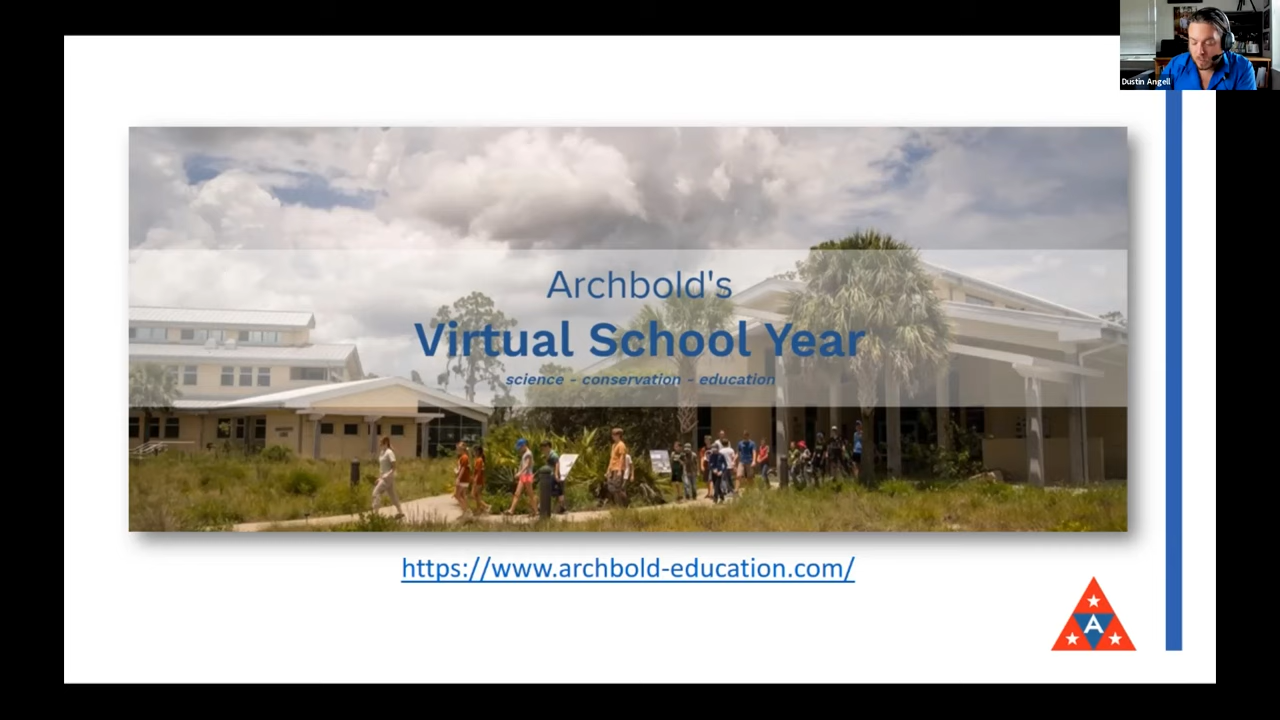 Dustin Angell
Archbold's
Virtual School Year
science - conservation - education
https://www.archbold-education.com/
A